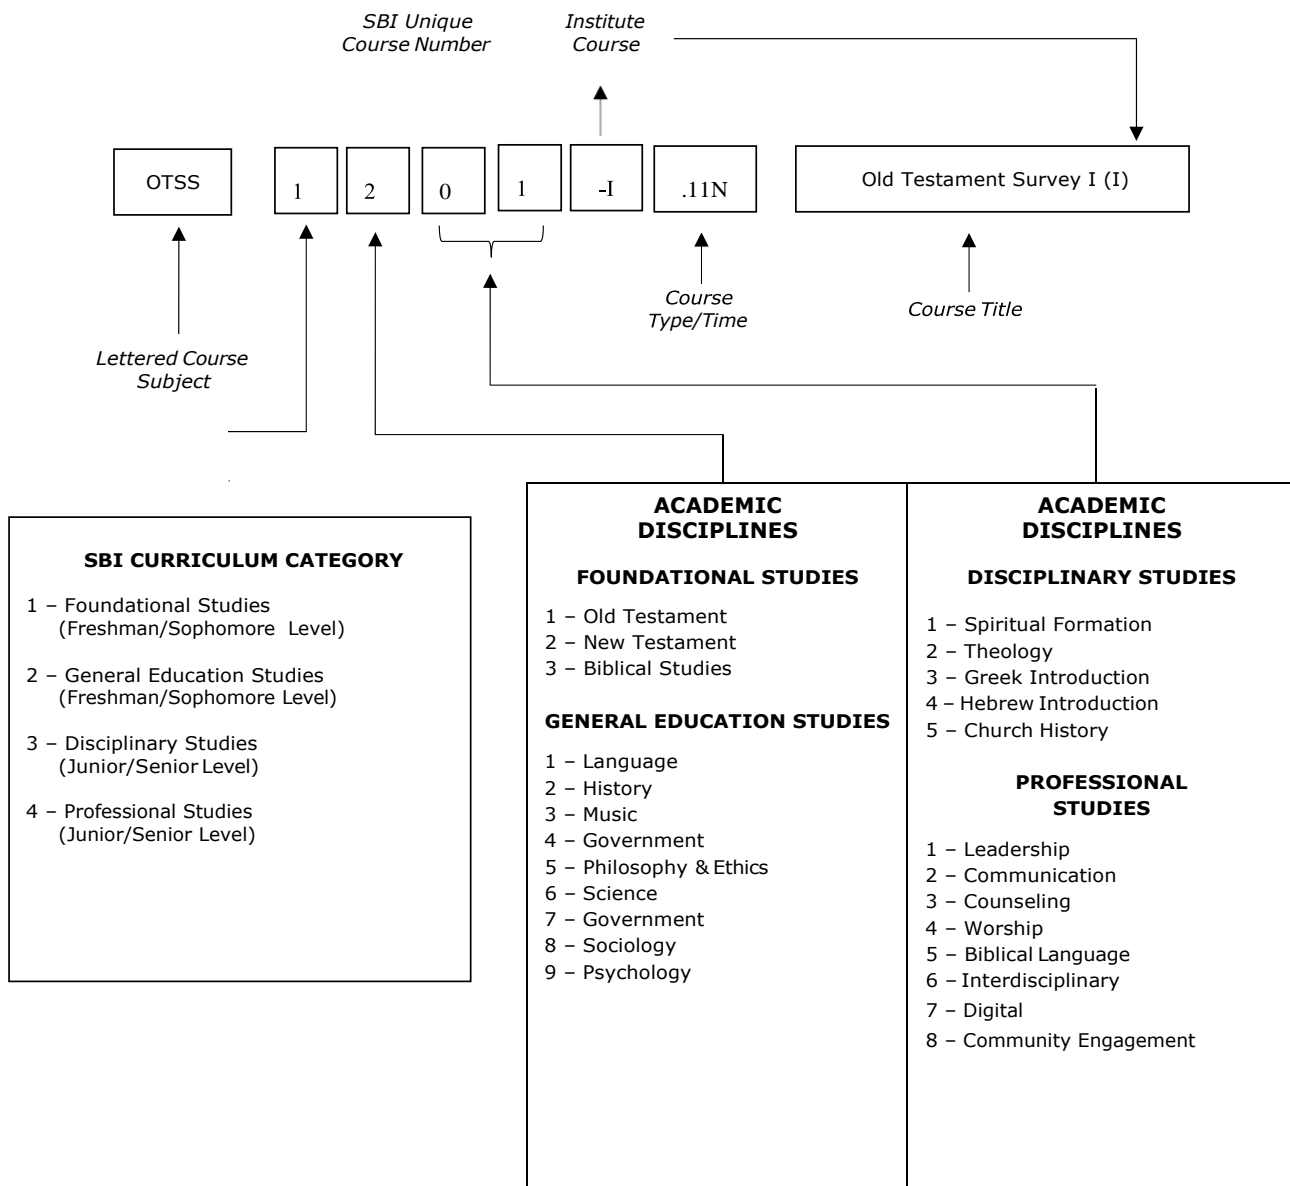 SBI Unique
Course Number
Institute
Course
OTSS
1
2
0
1
-I
.11N
Old Testament Survey I (I)
Course
Type/Time
Course Title
Lettered Course
Subject
SBI CURRICULUM CATEGORY
1 – Foundational Studies
(Freshman/Sophomore Level)
2 – General Education Studies
(Freshman/Sophomore Level)
3 – Disciplinary Studies
(Junior/Senior Level)
4 – Professional Studies
(Junior/Senior Level)
ACADEMIC
DISCIPLINES
FOUNDATIONAL STUDIES
1 – Old Testament
2 – New Testament
3 – Biblical Studies
GENERAL EDUCATION STUDIES
1 – Language
2 – History
3 – Music
4 – Government
5 – Philosophy & Ethics
6 – Science
7 – Government
8 – Sociology
9 – Psychology
ACADEMIC
DISCIPLINES
DISCIPLINARY STUDIES
1 – Spiritual Formation
2 – Theology
3 – Greek Introduction
4 – Hebrew Introduction
5 – Church History
PROFESSIONAL
STUDIES
1 – Leadership
2 – Communication
3 – Counseling
4 – Worship
5 – Biblical Language
6 – Interdisciplinary
7 – Digital
8 – Community Engagement